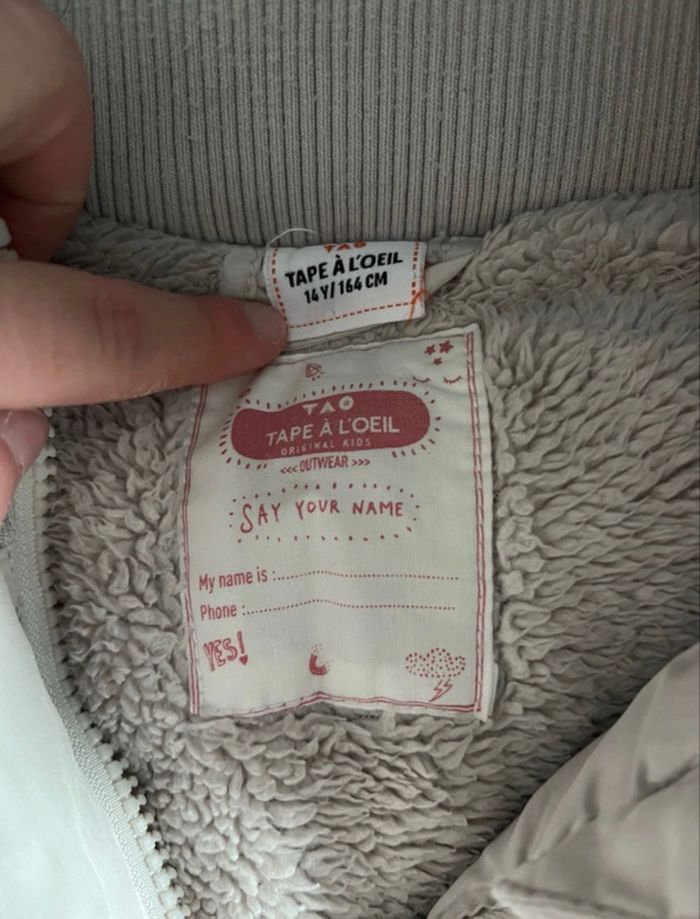 TAO
TAPE À L'OEIL
14Y/ 164 CM
TAO
TAPE À L'OEIL
ORIGINAL KIDS
<<< OUTWEAR >>>
SAY YOUR NAME
My name is :
Phone :
YES!